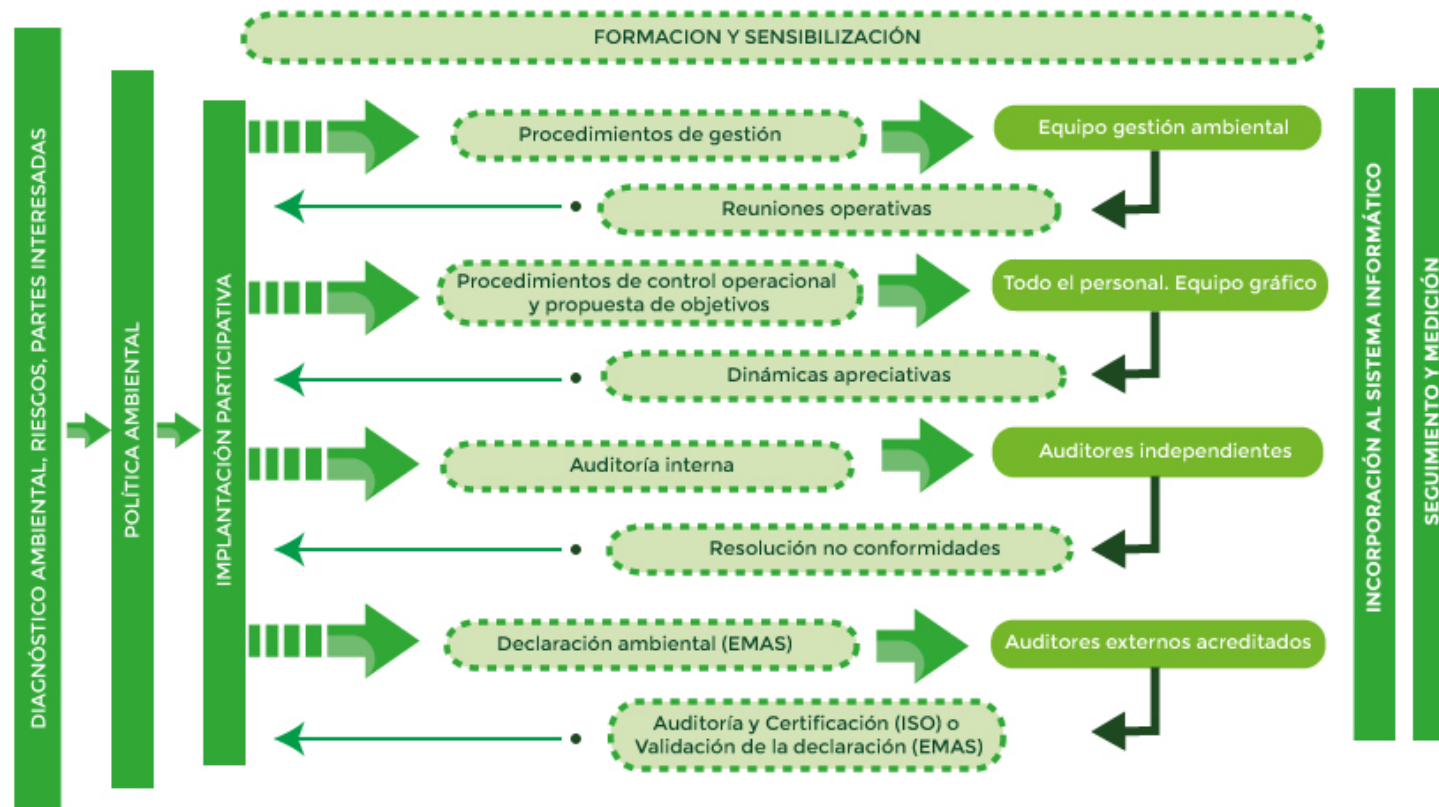 FORMACION Y SENSIBILIZACIÓN
DIAGNÓSTICO AMBIENTAL, RIESGOS, PARTES INTERESADAS
POLÍTICA AMBIENTAL
IMPLANTACIÓN PARTICIPATIVA
Procedimientos de gestión
Equipo gestión ambiental
Reuniones operativas
Procedimientos de control operacional
y propuesta de objetivos
Todo el personal. Equipo gráfico
Dinámicas apreciativas
Auditoría interna
Auditores independientes
Resolución no conformidades
Declaración ambiental (EMAS)
Auditores externos acreditados
Auditoría y Certificación (ISO) o
Validación de la declaración (EMAS)
INCORPORACIÓN AL SISTEMA INFORMÁTICO
SEGUIMIENTO Y MEDICIÓN